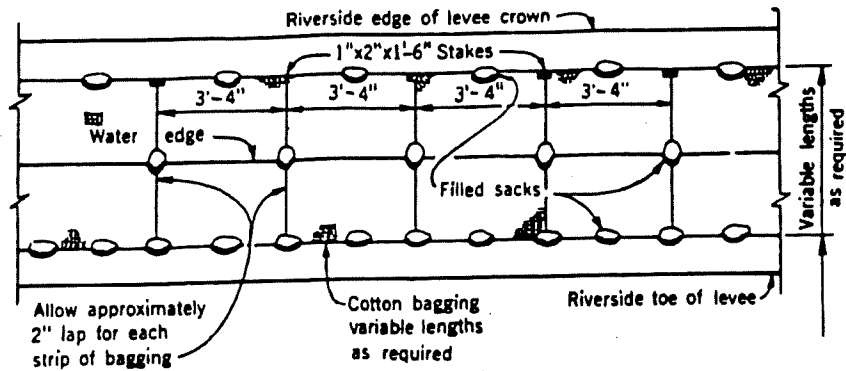 Riverside edge of levee crown
1"x2"x1'-6" Stakes
3'-4" 3'-4" 3'-4" 3'-4"
Water edge
Filled sacks
Variable lengths
as required
Allow approximately
2" lap for each
strip of bagging
Cotton bagging
variable lengths
as required
Riverside toe of levee